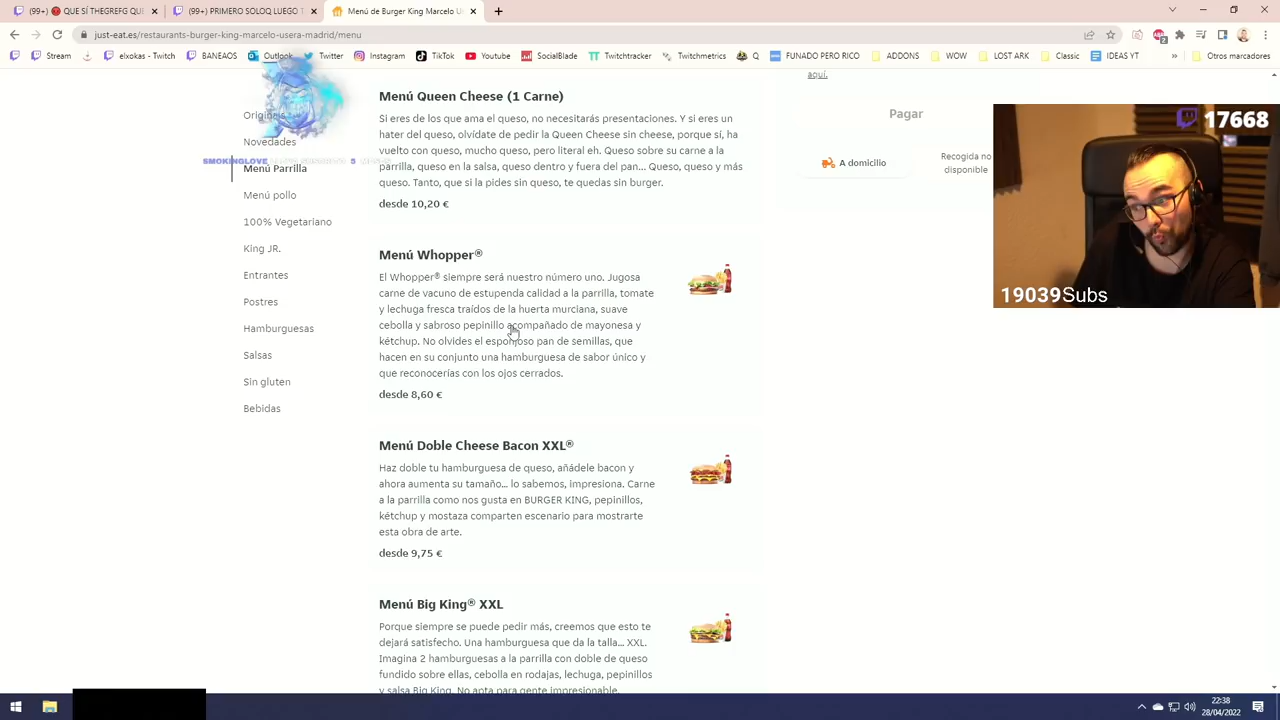 (99+) 🔴 QUE SÍ THEGREFG QUI
(99+) PRIMERO SOLO LUEGO T
Menú de Burger King Marcelo U
just-eat.es/restaurants-burger-king-marcelo-usera-madrid/menu
Stream
elxokas - Twitch
BANEAOS
Outlook
Twitter
Instagram
TikTok
Youtube
SocialBlade
Twitchtracker
Twitchmetrics
Q
FUNADO PERO RICO
ADDONS
WOW
LOST ARK
Classic
IDEAS YT
»
Otros marcadores
Novedades
SMOKINGLOVE
Menú Parrilla
Menú pollo
100% Vegetariano
King JR.
Entrantes
Postres
Hamburguesas
Salsas
Sin gluten
Bebidas
Menú Queen Cheese (1 Carne)
Si eres de los que ama el queso, no necesitarás presentaciones. Y si eres un
hater del queso, olvídate de pedir la Queen Cheese sin cheese, porque sí, ha
vuelto con queso, mucho queso, pero literal eh. Queso sobre su carne a la
parrilla, queso en la salsa, queso dentro y fuera del pan... Queso, queso y más
queso. Tanto, que si la pides sin queso, te quedas sin burger.
desde 10,20 €
Menú Whopper®
El Whopper® siempre será nuestro número uno. Jugosa
carne de vacuno de estupenda calidad a la parrilla, tomate
y lechuga fresca traídos de la huerta murciana, suave
cebolla y sabroso pepinillo acompañado de mayonesa y
kétchup. No olvides el esponjoso pan de semillas, que
hacen en su conjunto una hamburguesa de sabor único y
que reconocerías con los ojos cerrados.
desde 8,60 €
Menú Doble Cheese Bacon XXL®
Haz doble tu hamburguesa de queso, añádele bacon y
ahora aumenta su tamaño... lo sabemos, impresiona. Carne
a la parrilla como nos gusta en BURGER KING, pepinillos,
kétchup y mostaza comparten escenario para mostrarte
esta obra de arte.
desde 9,75 €
Menú Big King® XXL
Porque siempre se puede pedir más, creemos que esto te
dejará satisfecho. Una hamburguesa que da la talla... XXL.
Imagina 2 hamburguesas a la parrilla con doble de queso
fundido sobre ellas, cebolla en rodajas, lechuga, pepinillos
y salsa Big King. No apta para gente impresionable.
aquí.
Pagar
A domicilio
Recogida no
disponible
17668
19039Subs
22:38
28/04/2022